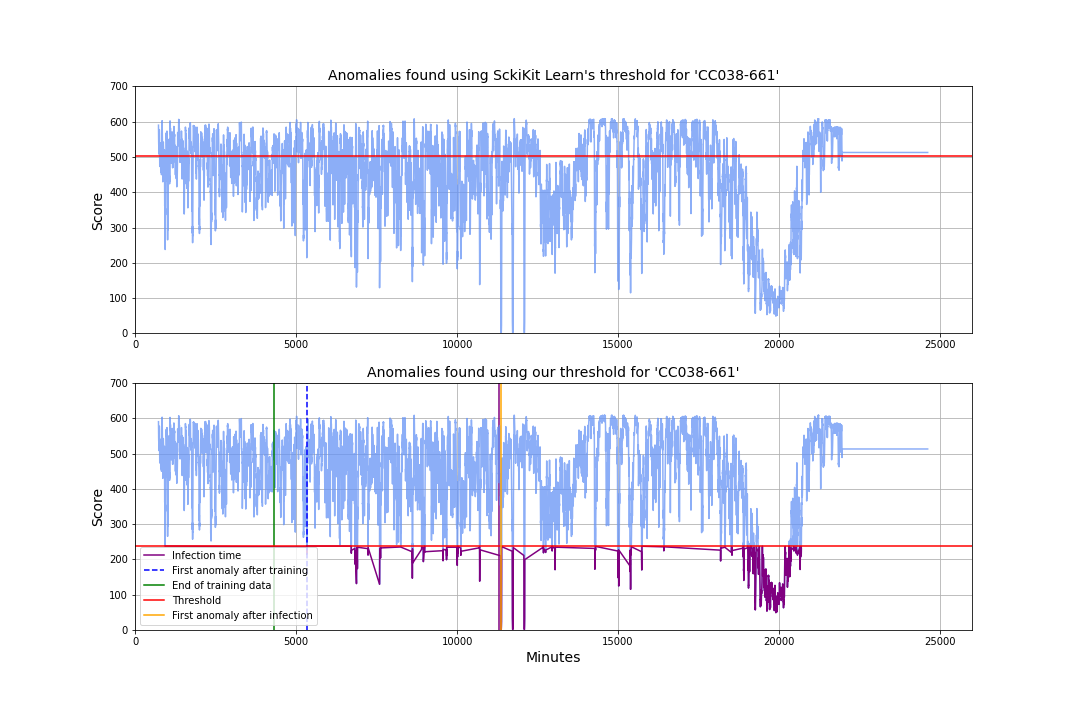 Anomalies found using SckiKit Learn's threshold for 'CC038-661'
700
600
500
400
300
200
100
0
Score
0 5000 10000 15000 20000 25000
Anomalies found using our threshold for 'CC038-661'
700
600
500
400
300
200
100
0
Score
Infection time
First anomaly after training
End of training data
Threshold
First anomaly after infection
0 5000 10000 15000 20000 25000
Minutes